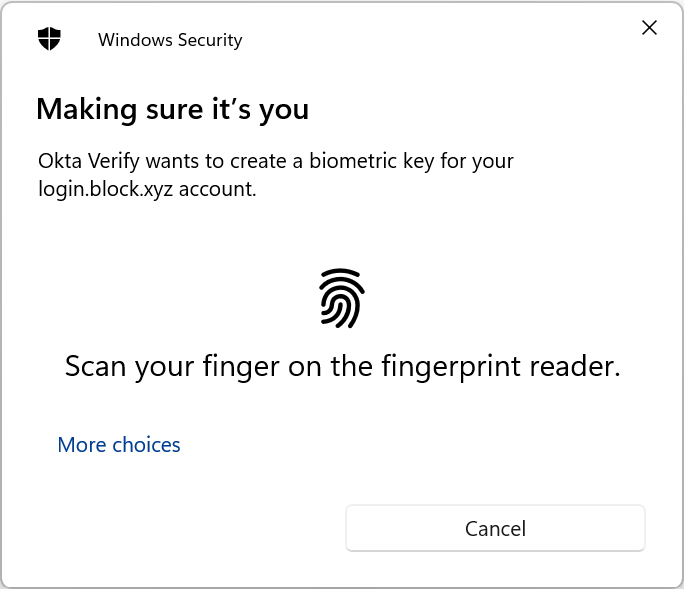 Windows Security
Making sure it’s you
Okta Verify wants to create a biometric key for your
login.block.xyz account.
Scan your finger on the fingerprint reader.
More choices
Cancel